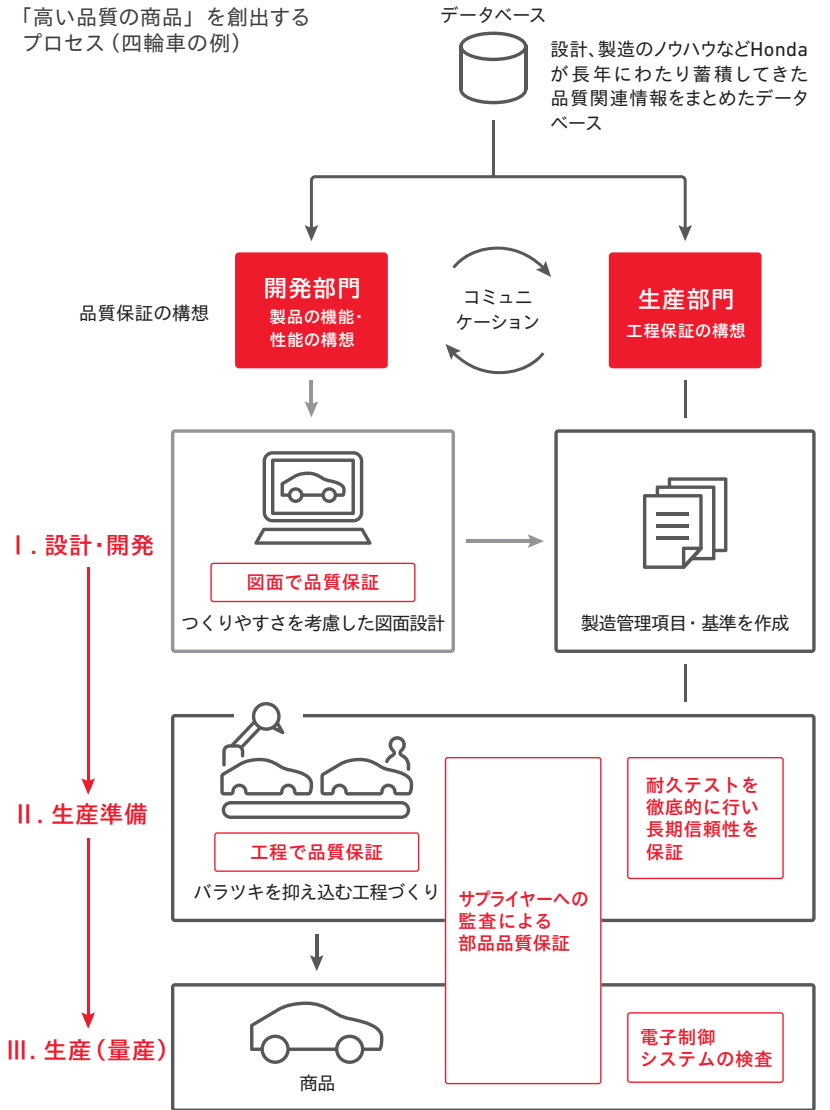 「高い品質の商品」を創出する
プロセス（四輪車の例）
データベース
設計、製造のノウハウなどHonda
が長年にわたり蓄積してきた
品質関連情報をまとめたデータ
ベース
品質保証の構想
開発部門
製品の機能・
性能の構想
コミュニ
ケーション
生産部門
工程保証の構想
Ⅰ. 設計・開発
図面で品質保証
つくりやすさを考慮した図面設計
製造管理項目・基準を作成
Ⅱ. 生産準備
工程で品質保証
バラツキを抑え込む工程づくり
サプライヤーへの
監査による
部品品質保証
耐久テストを
徹底的に行い
長期信頼性を
保証
Ⅲ. 生産（量産）
商品
電子制御
システムの検査